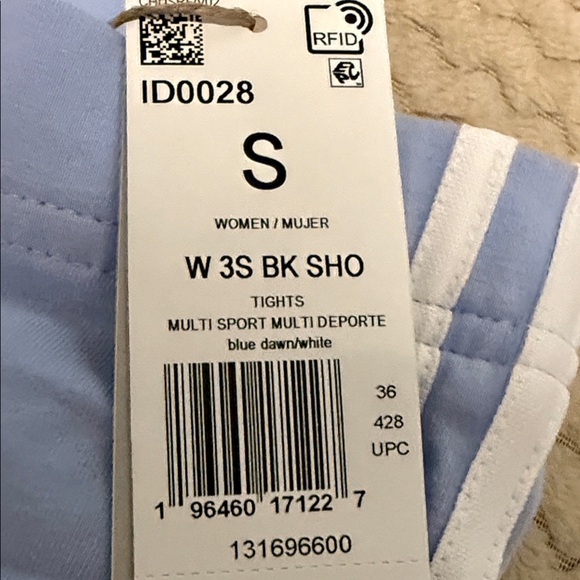 RFID
ID0028
S
WOMEN / MUJER
W 3S BK SHO
TIGHTS
MULTI SPORT MULTI DEPORTE
blue dawn/white
36
428
UPC
1 96460 17122 7
131696600